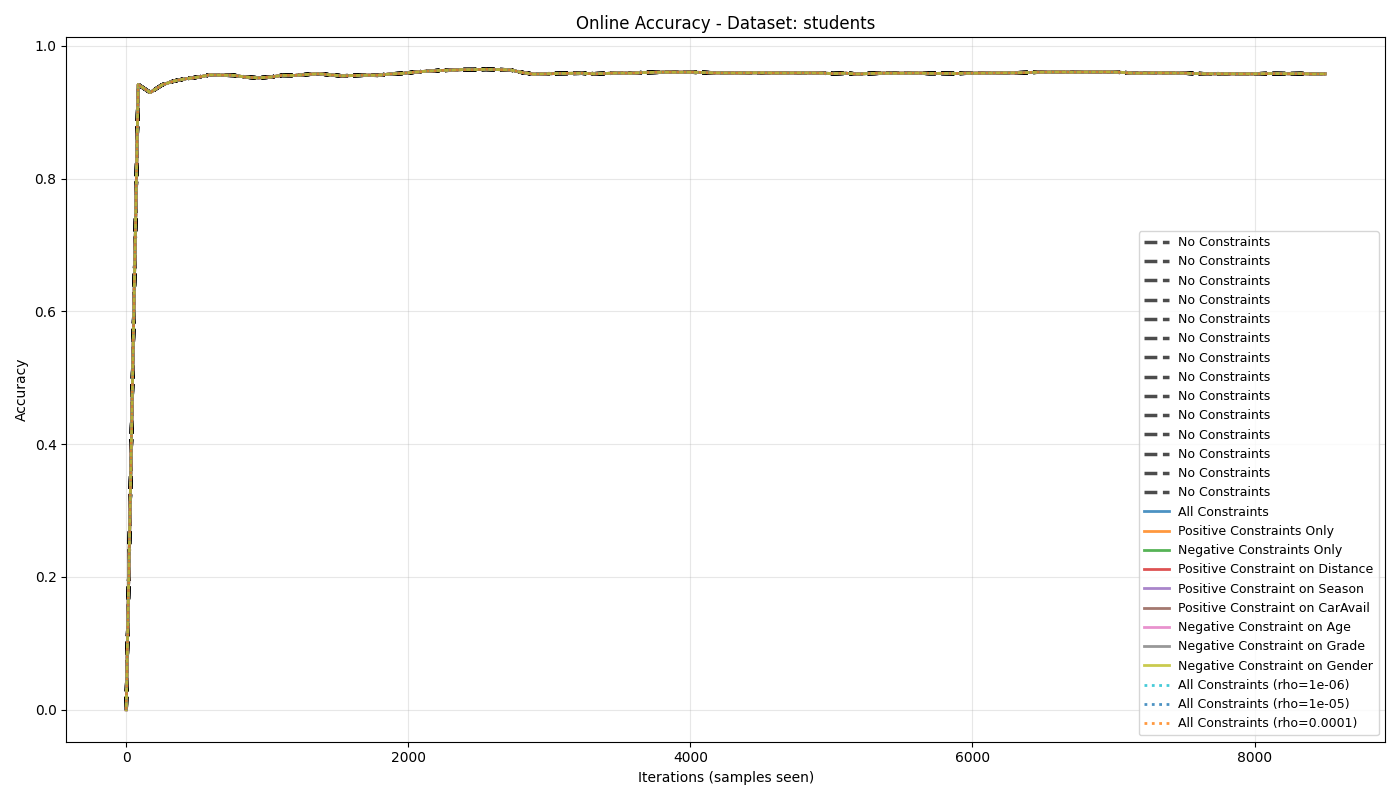 Online Accuracy - Dataset: students
1.0
0.8
0.6
0.4
0.2
0.0
Accuracy
No Constraints
No Constraints
No Constraints
No Constraints
No Constraints
No Constraints
No Constraints
No Constraints
No Constraints
No Constraints
No Constraints
No Constraints
No Constraints
No Constraints
All Constraints
Positive Constraints Only
Negative Constraints Only
Positive Constraint on Distance
Positive Constraint on Season
Positive Constraint on CarAvail
Negative Constraint on Age
Negative Constraint on Grade
Negative Constraint on Gender
All Constraints (rho=1e-06)
All Constraints (rho=1e-05)
All Constraints (rho=0.0001)
0 2000 4000 6000 8000
Iterations (samples seen)